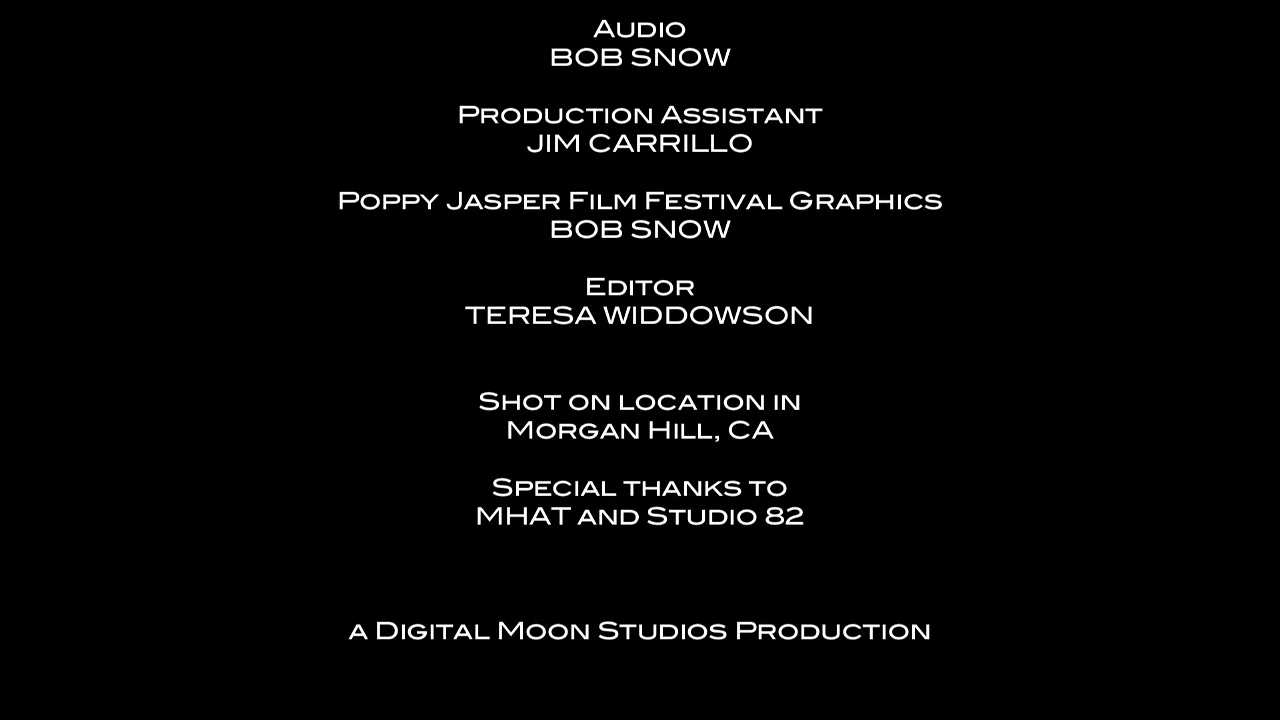 Audio
BOB SNOW
Production Assistant
JIM CARRILLO
Poppy Jasper Film Festival Graphics
BOB SNOW
Editor
TERESA WIDDOWSON
Shot on location in
Morgan Hill, CA
Special thanks to
MHAT and Studio 82
a Digital Moon Studios Production